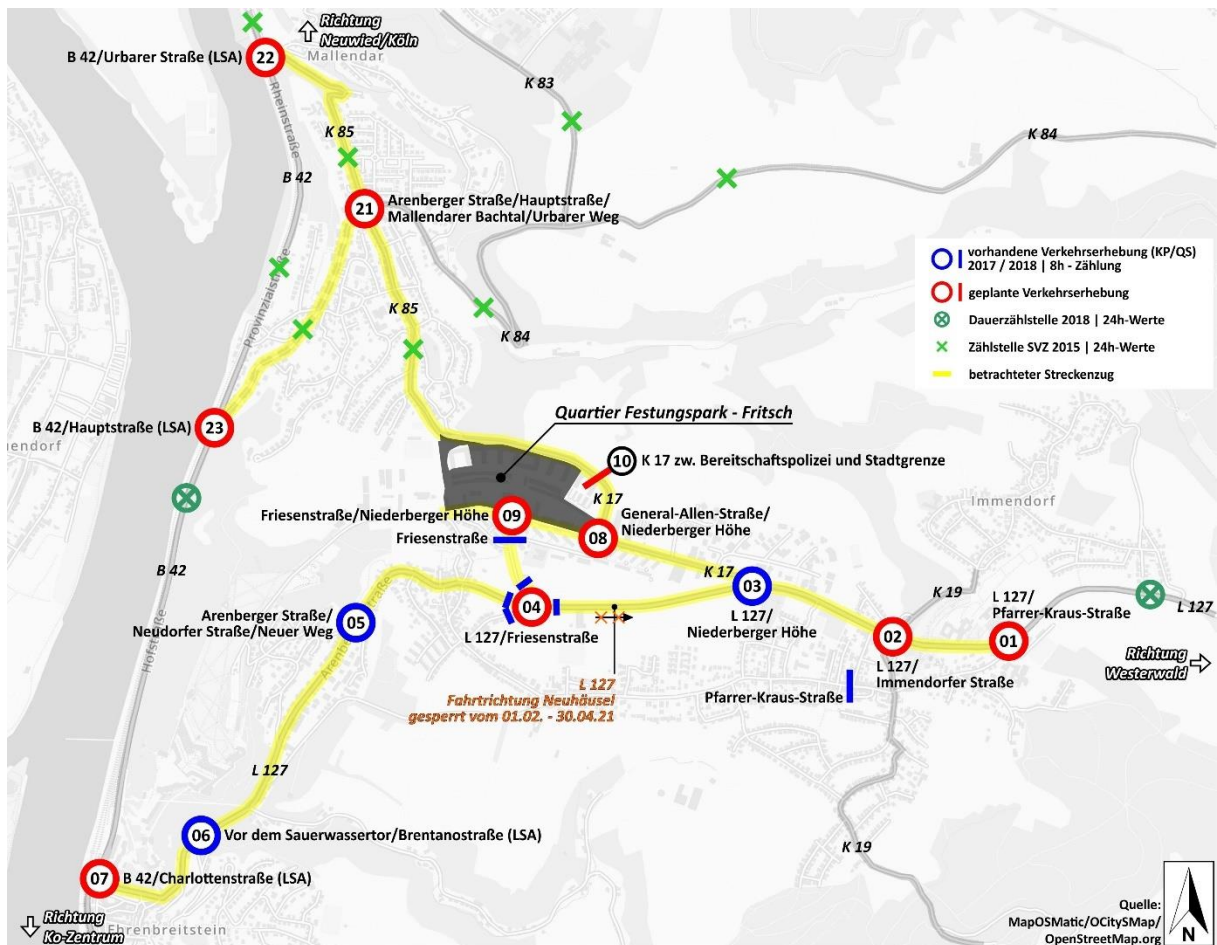 Richtung
Neuwied/Köln
Mallendar
B 42/Urbarer Straße (LSA)
22
Rheinstraße
K 83
K 85
K 84
B 42
21
Arenberger Straße/Hauptstraße/
Mallendarer Bachtal/Urbarer Weg
vorhandene Verkehrserhebung (KP/QS)
2017 / 2018 | 8h - Zählung
geplante Verkehrserhebung
Dauerzählstelle 2018 | 24h-Werte
Zählstelle SVZ 2015 | 24h-Werte
betrachteter Streckenzug
Provinzialstraße
K 85
K 84
Quartier Festungspark - Fritsch
B 42/Hauptstraße (LSA)
23
uendorf
10
K 17 zw. Bereitschaftspolizei und Stadtgrenze
Immendorf
K 17
Friesenstraße/Niederberger Höhe
09
General-Allen-Straße/
Niederberger Höhe
08
Friesenstraße
B 42
K 17
03
K 19
L 127/
Pfarrer-Kraus-Straße
L 127
Arenberger Straße/
Neudorfer Straße/Neuer Weg
05
04
L 127/Friesenstraße
L 127/
Niederberger Höhe
02
01
L 127/
Immendorfer Straße
Richtung
Westerwald
Hofstraße
L 127
Fahrtrichtung Neuhäusel
gesperrt vom 01.02. - 30.04.21
Pfarrer-Kraus-Straße
L 127
06
Vor dem Sauerwassertor/Brentanostraße (LSA)
K 19
07
B 42/Charlottenstraße (LSA)
Richtung
Ko-Zentrum
Ehrenbreitstein
Quelle:
MapOSMatic/OCitySMap/
OpenStreetMap.org
N